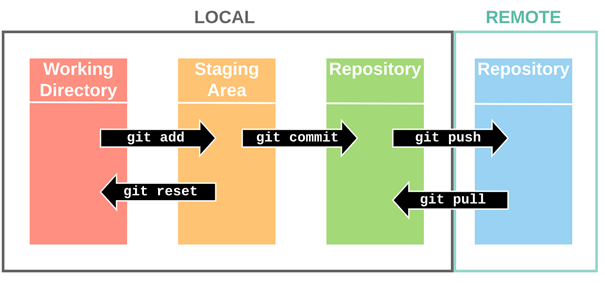 LOCAL
REMOTE
Working
Directory
Staging
Area
Repository
Repository
git add
git commit
git push
git reset
git pull